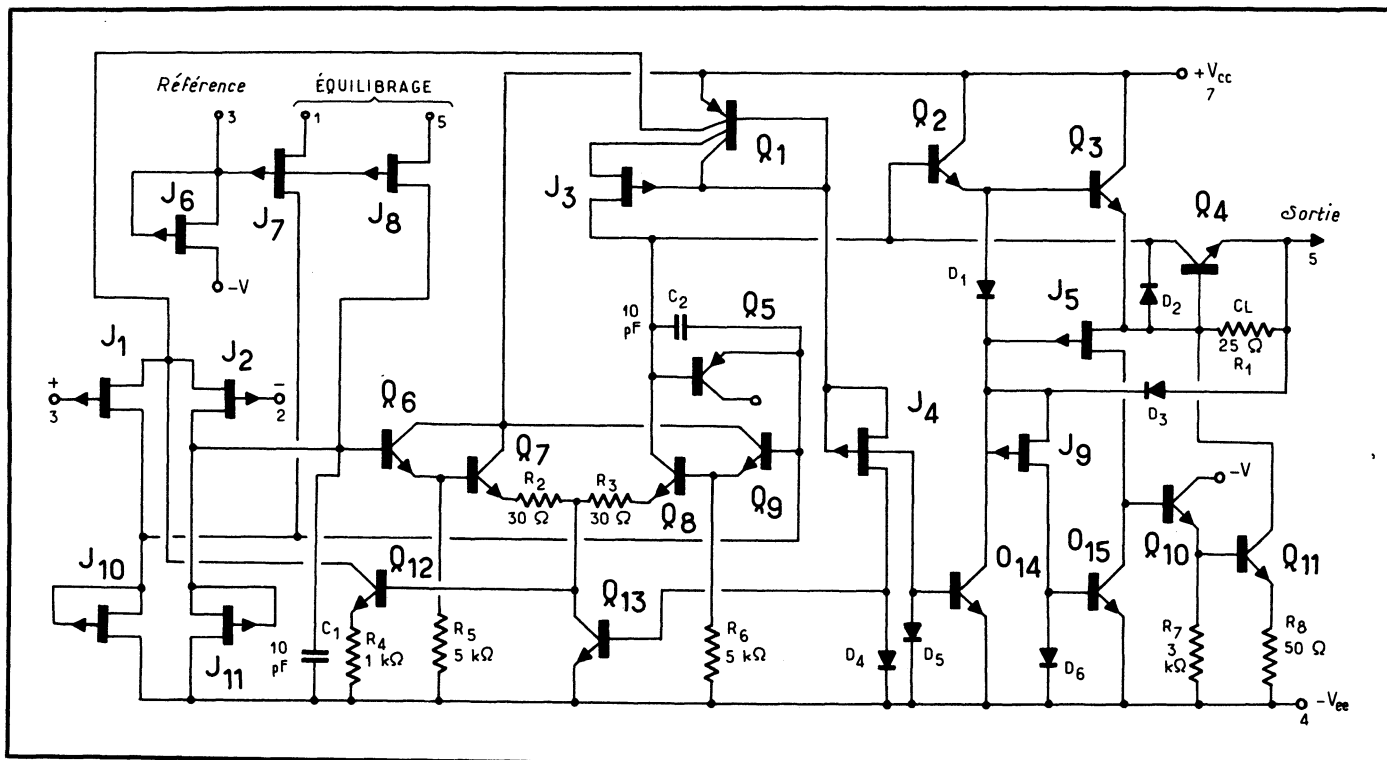 Référence
ÉQUILIBRAGE
3
1
5
+Vcc
7
Q1
Q2
Q3
Q4
J3
J6
J7
J8
-V
Sortie
5
D1
J5
D2
CL
25 Ω
R1
10
pF
C2
Q5
J1
J2
+
3
-
2
Q6
Q7
R2
30 Ω
R3
30 Ω
Q8
Q9
J4
D3
J9
-V
Q10
Q11
J10
J11
Q12
Q13
O14
O15
10
pF
C1
R4
1 kΩ
R5
5 kΩ
R6
5 kΩ
D4
D5
D6
R7
3
kΩ
R8
50 Ω
-Vee
4